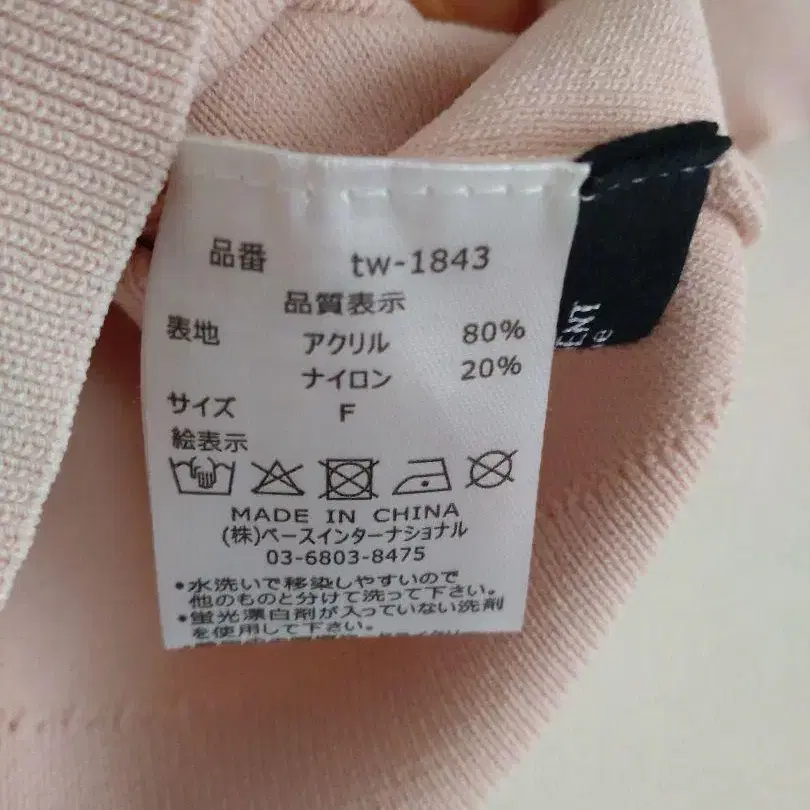 品番 tw-1843
品質表示
表地 アクリル 80%
ナイロン 20%
サイズ F
絵表示
MADE IN CHINA
(株)ベースインターナショナル
03-6803-8475
•水洗いで移染しやすいので
他のものと分けて洗って下さい。
•蛍光漂白剤が入っていない洗剤
を使用して下さい。
ENT